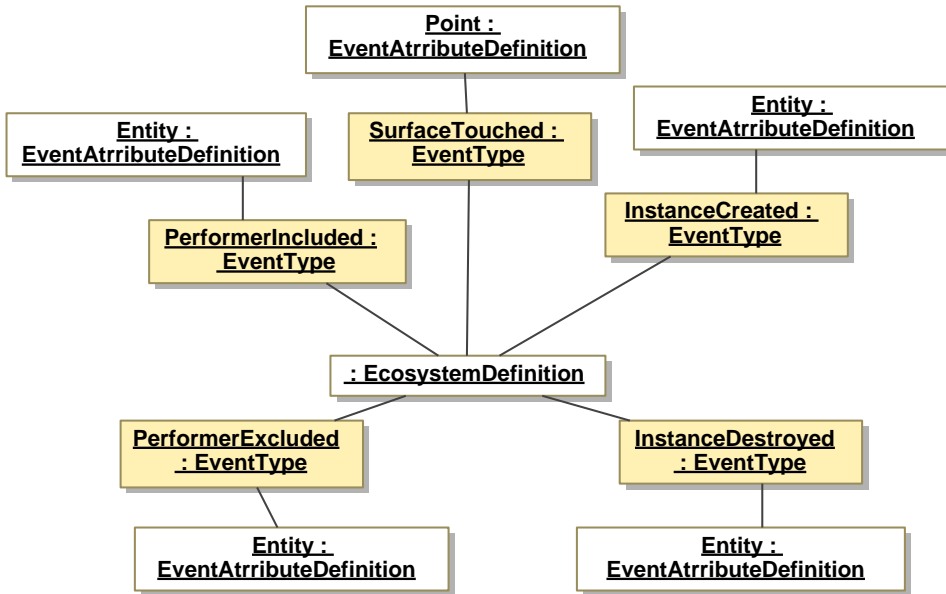 Point :
EventAtrributeDefinition
Entity :
EventAtrributeDefinition
SurfaceTouched :
EventType
Entity :
EventAtrributeDefinition
PerformerIncluded :
EventType
InstanceCreated :
EventType
: EcosystemDefinition
PerformerExcluded
: EventType
InstanceDestroyed
: EventType
Entity :
EventAtrributeDefinition
Entity :
EventAtrributeDefinition